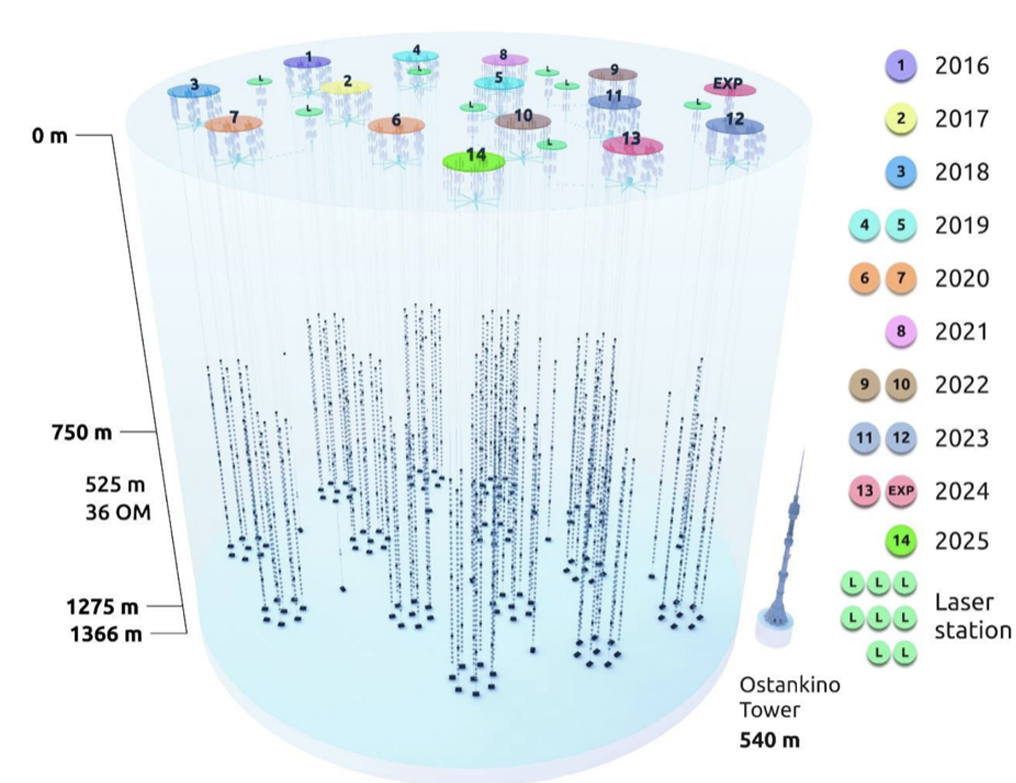 4
8
1
9
5
2
EXP
3
11
7
6
10
12
13
14
L
L
L
L
L
L
L
L
0 m
750 m
525 m
36 OM
1275 m
1366 m
1 2016
2 2017
3 2018
4 5 2019
6 7 2020
8 2021
9 10 2022
11 12 2023
13 EXP 2024
14 2025
L L L
L L L
L L
Laser
station
Ostankino
Tower
540 m